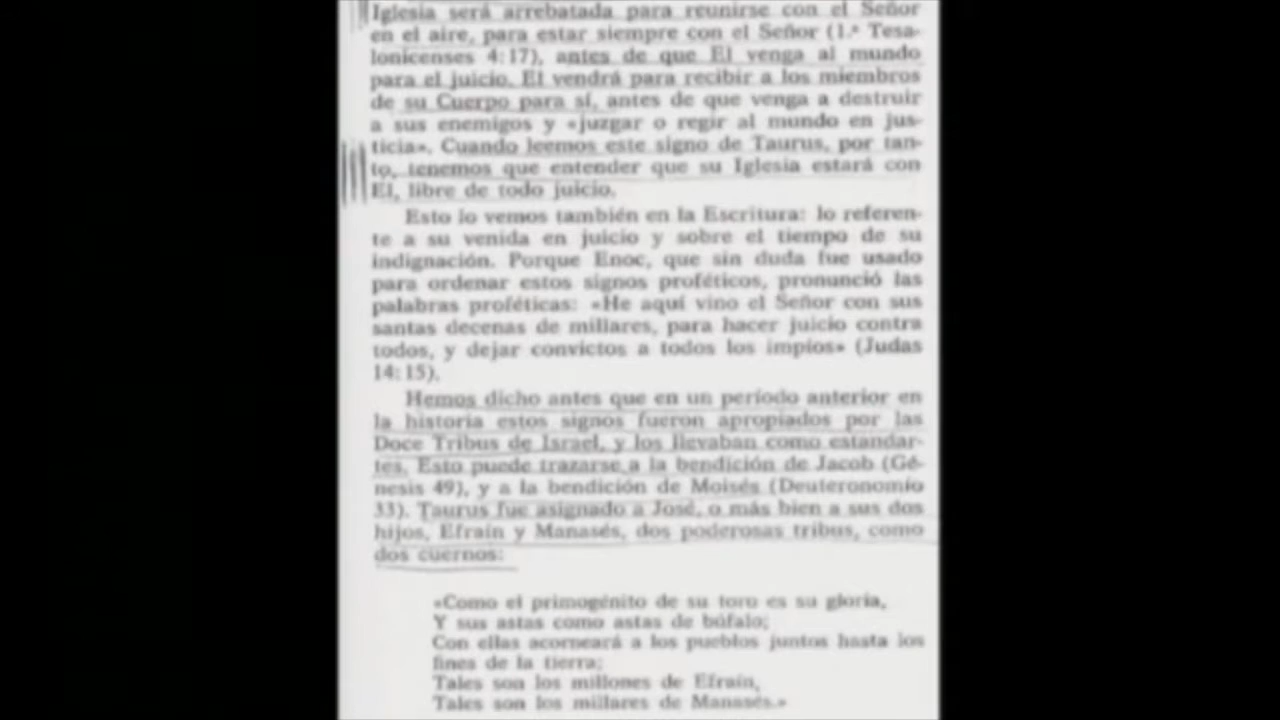 Iglesia será arrebatada para reunirse con el Señor
en el aire, para estar siempre con el Señor (1.ª Tesa-
lonicenses 4:17), antes de que El venga al mundo
para el juicio. El vendrá para recibir a los miembros
de su Cuerpo para sí, antes de que venga a destruir
a sus enemigos y «juzgar o regir al mundo en jus-
ticia». Cuando leemos este signo de Taurus, por tan-
to, tenemos que entender que su Iglesia estará con
El, libre de todo juicio.
Esto lo vemos también en la Escritura: lo referen-
te a su venida en juicio y sobre el tiempo de su
indignación. Porque Enoc, que sin duda fue usado
para ordenar estos signos proféticos, pronunció las
palabras proféticas: «He aquí vino el Señor con sus
santas decenas de millares, para hacer juicio contra
todos, y dejar convictos a todos los impíos» (Judas
14:15).
Hemos dicho antes que en un período anterior en
la historia estos signos fueron apropiados por las
Doce Tribus de Israel, y los llevaban como estandar-
tes. Esto puede trazarse a la bendición de Jacob (Gé-
nesis 49), y a la bendición de Moisés (Deuteronomio
33). Taurus fue asignado a José, o más bien a sus dos
hijos, Efraín y Manasés, dos poderosas tribus, como
dos cuernos:
«Como el primogénito de su toro es su gloria,
Y sus astas como astas de búfalo;
Con ellas acorneará a los pueblos juntos hasta los
fines de la tierra;
Tales son los millones de Efraín,
Tales son los millares de Manasés.»